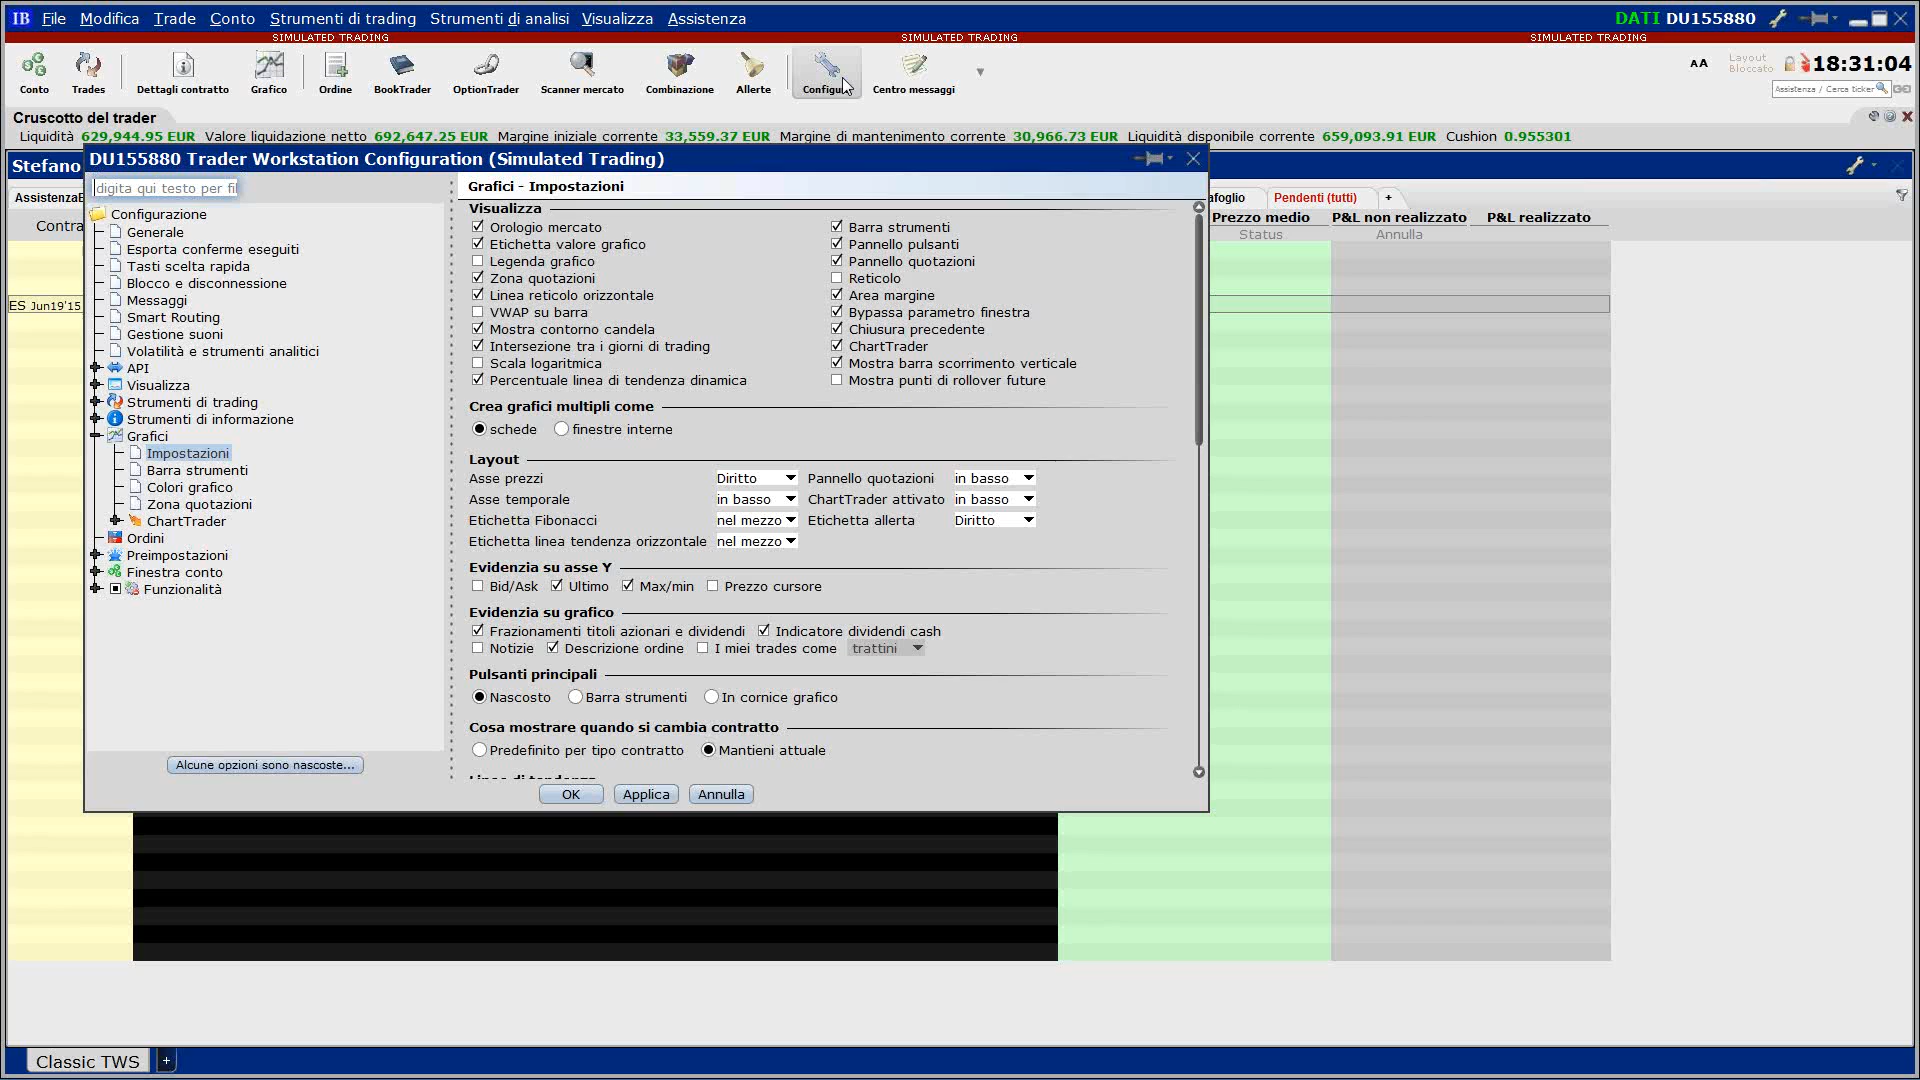 IB File Modifica Trade Conto Strumenti di trading Strumenti di analisi Visualizza Assistenza DATI DU155880
SIMULATED TRADING SIMULATED TRADING SIMULATED TRADING
Conto Trades Dettagli contratto Grafico Ordine BookTrader OptionTrader Scanner mercato Combinazione Allerte Centro messaggi
AA Layout Bloccato 18:31:04
Assistenza / Cerca ticker
Cruscotto del trader
Liquidità 629,944.95 EUR Valore liquidazione netto 692,647.25 EUR Margine iniziale corrente 33,559.37 EUR Margine di mantenimento corrente 30,966.73 EUR Liquidità disponibile corrente 659,093.91 EUR Cushion 0.955301
Stefano
DU155880 Trader Workstation Configuration (Simulated Trading)
Pendenti (tutti) +
Prezzo medio P&L non realizzato P&L realizzato
Status Annulla
ES Jun19'15
digita qui testo per fi
Configurazione
Generale
Esporta conferme eseguiti
Tasti scelta rapida
Blocco e disconnessione
Messaggi
Smart Routing
Gestione suoni
Volatilità e strumenti analitici
API
Visualizza
Strumenti di trading
Strumenti di informazione
Grafici
Impostazioni
Barra strumenti
Colori grafico
Zona quotazioni
ChartTrader
Ordini
Preimpostazioni
Finestra conto
Funzionalità
Alcune opzioni sono nascoste...
Grafici - Impostazioni
Visualizza
Orologio mercato Barra strumenti
Etichetta valore grafico Pannello pulsanti
Legenda grafico Pannello quotazioni
Zona quotazioni Reticolo
Linea reticolo orizzontale Area margine
VWAP su barra Bypassa parametro finestra
Mostra contorno candela Chiusura precedente
Intersezione tra i giorni di trading ChartTrader
Scala logaritmica Mostra barra scorrimento verticale
Percentuale linea di tendenza dinamica Mostra punti di rollover future
Crea grafici multipli come
schede finestre interne
Layout
Asse prezzi Diritto Pannello quotazioni in basso
Asse temporale in basso ChartTrader attivato in basso
Etichetta Fibonacci nel mezzo Etichetta allerta Diritto
Etichetta linea tendenza orizzontale nel mezzo
Evidenzia su asse Y
Bid/Ask Ultimo Max/min Prezzo cursore
Evidenzia su grafico
Frazionamenti titoli azionari e dividendi Indicatore dividendi cash
Notizie Descrizione ordine I miei trades come trattini
Pulsanti principali
Nascosto Barra strumenti In cornice grafico
Cosa mostrare quando si cambia contratto
Predefinito per tipo contratto Mantieni attuale
OK Applica Annulla
Classic TWS +